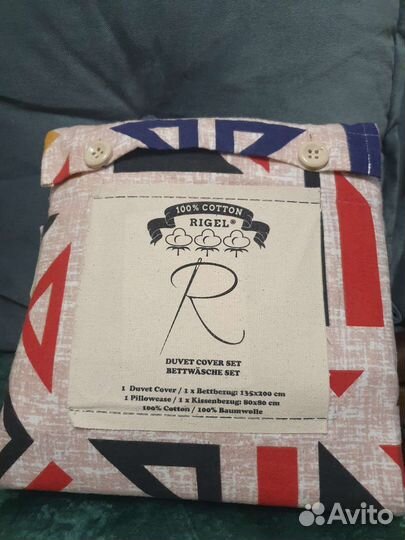 100% COTTON
RIGEL®
R
DUVET COVER SET
BETTWÄSCHE SET
1 Duvet Cover / 1 x Bettbezug: 135x200 cm
1 Pillowcase / 1 x Kissenbezug: 80x80 cm
100% Cotton / 100% Baumwolle
Avito